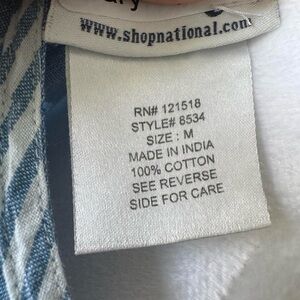 www.shopnational.com
RN# 121518
STYLE# 8534
SIZE : M
MADE IN INDIA
100% COTTON
SEE REVERSE
SIDE FOR CARE